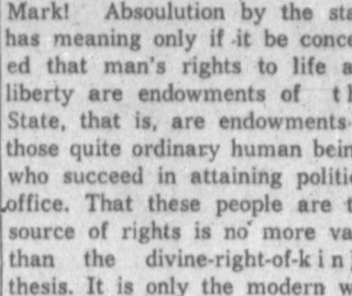 Mark! Absoulution by the sta
has meaning only if it be conce
ed that man's rights to life a
liberty are endowments of th
State, that is, are endowments
those quite ordinary human bein
who succeed in attaining politi
office. That these people are t
source of rights is no more va
than the divine-right-of-kin
thesis. It is only the modern w